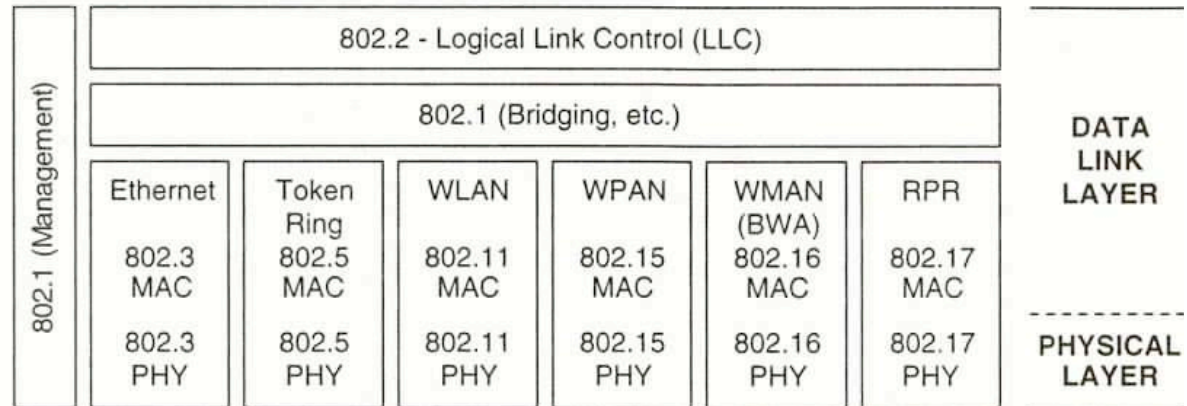 802.1 (Management)
802.2 - Logical Link Control (LLC)
802.1 (Bridging, etc.)
Ethernet
802.3
MAC
802.3
PHY
Token
Ring
802.5
MAC
802.5
PHY
WLAN
802.11
MAC
802.11
PHY
WPAN
802.15
MAC
802.15
PHY
WMAN
(BWA)
802.16
MAC
802.16
PHY
RPR
802.17
MAC
802.17
PHY
DATA
LINK
LAYER
PHYSICAL
LAYER